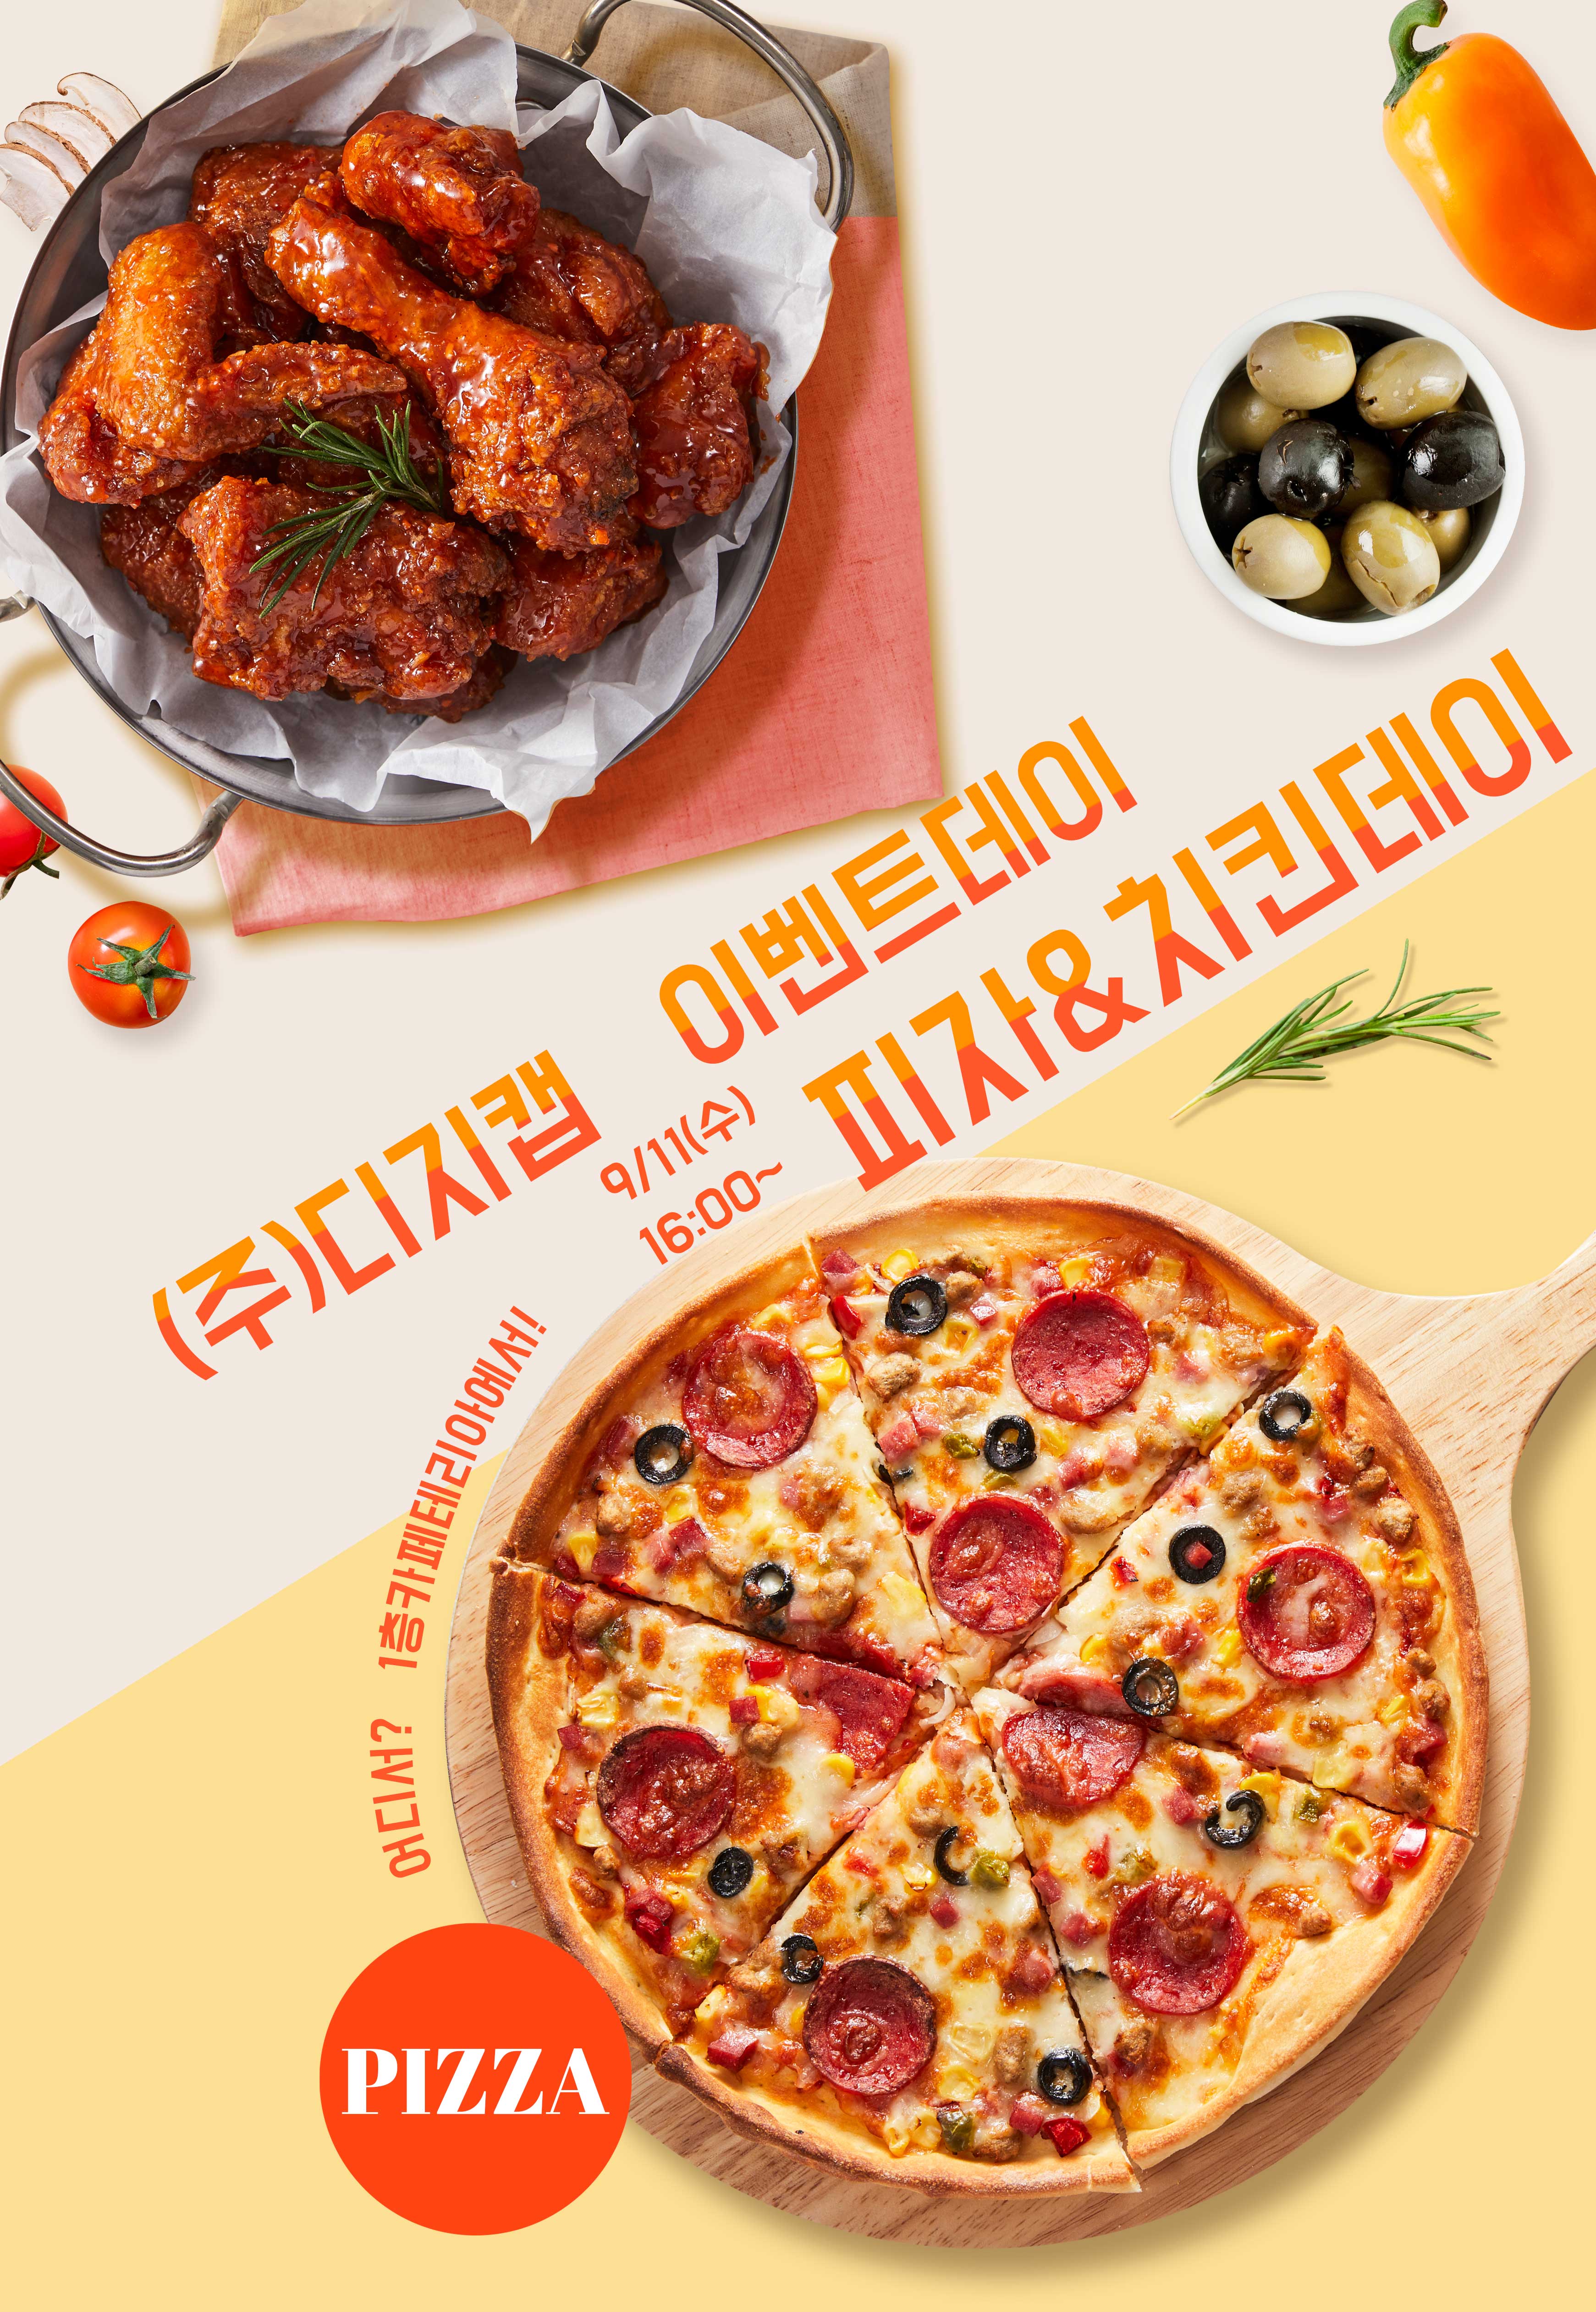 (주)디지캡 이벤트데이
9/11(수)
16:00~
피자&치킨데이
어디서? 1층카페테리아에서!
PIZZA